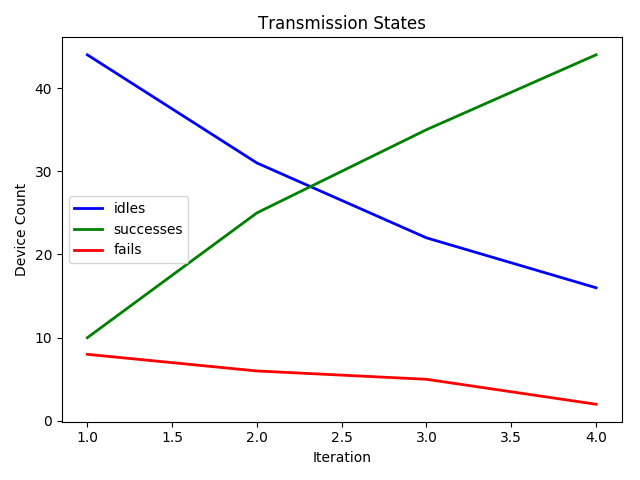 Transmission States
40
30
20
10
0
Device Count
idles
successes
fails
1.0 1.5 2.0 2.5 3.0 3.5 4.0
Iteration